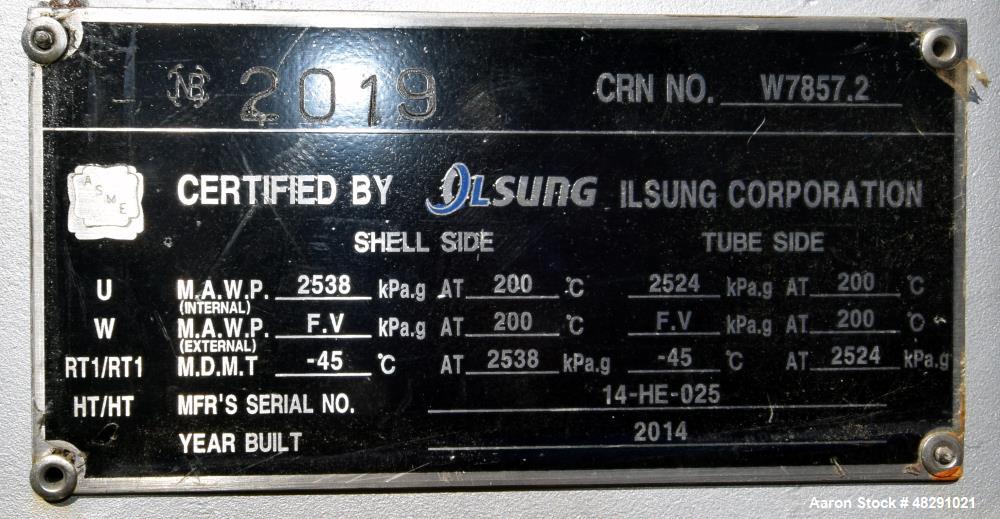 NB 2019 CRN NO. W7857.2
ASME CERTIFIED BY ILSUNG ILSUNG CORPORATION
SHELL SIDE TUBE SIDE
U M.A.W.P. 2538 kPa.g AT 200 ℃ 2524 kPa.g AT 200 ℃
(INTERNAL)
W M.A.W.P. F.V kPa.g AT 200 ℃ F.V kPa.g AT 200 ℃
(EXTERNAL)
RT1/RT1 M.D.M.T -45 ℃ AT 2538 kPa.g -45 ℃ AT 2524 kPa.g
HT/HT MFR'S SERIAL NO. 14-HE-025
YEAR BUILT 2014
Aaron Stock # 48291021